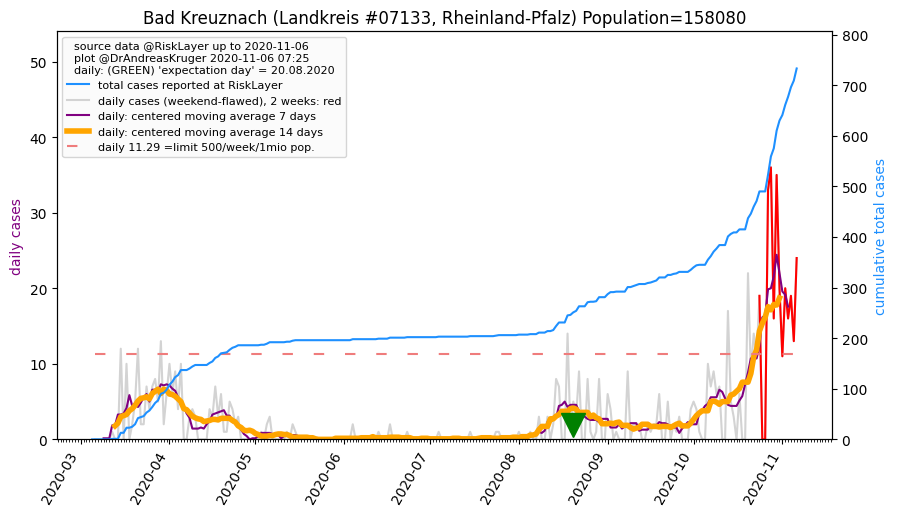 Bad Kreuznach (Landkreis #07133, Rheinland-Pfalz) Population=158080
source data @RiskLayer up to 2020-11-06
plot @DrAndreasKruger 2020-11-06 07:25
daily: (GREEN) 'expectation day' = 20.08.2020
total cases reported at RiskLayer
daily cases (weekend-flawed), 2 weeks: red
daily: centered moving average 7 days
daily: centered moving average 14 days
daily 11.29 =limit 500/week/1mio pop.
daily cases
50
40
30
20
10
0
cumulative total cases
800
700
600
500
400
300
200
100
0
2020-03
2020-04
2020-05
2020-06
2020-07
2020-08
2020-09
2020-10
2020-11